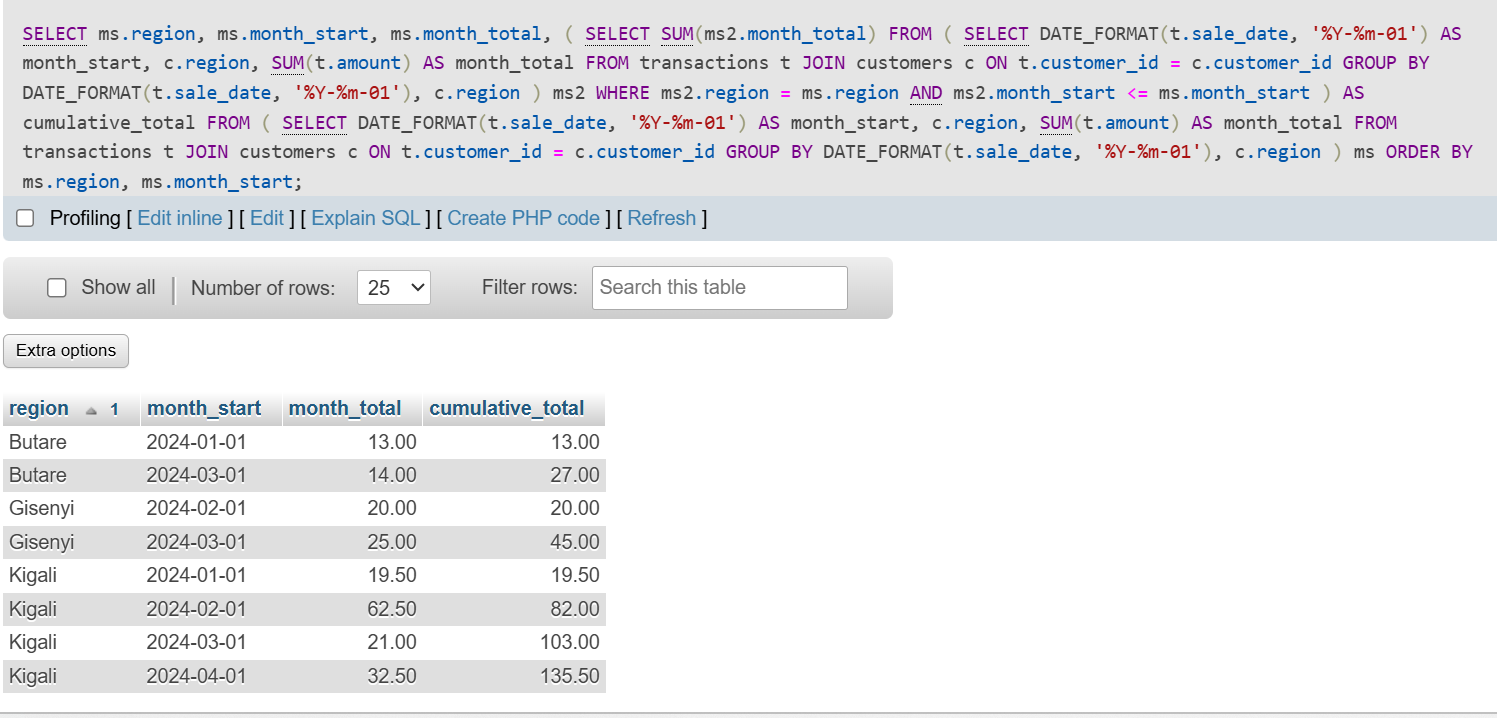 SELECT ms.region, ms.month_start, ms.month_total, ( SELECT SUM(ms2.month_total) FROM ( SELECT DATE_FORMAT(t.sale_date, '%Y-%m-01') AS
month_start, c.region, SUM(t.amount) AS month_total FROM transactions t JOIN customers c ON t.customer_id = c.customer_id GROUP BY
DATE_FORMAT(t.sale_date, '%Y-%m-01'), c.region ) ms2 WHERE ms2.region = ms.region AND ms2.month_start <= ms.month_start ) AS
cumulative_total FROM ( SELECT DATE_FORMAT(t.sale_date, '%Y-%m-01') AS month_start, c.region, SUM(t.amount) AS month_total FROM
transactions t JOIN customers c ON t.customer_id = c.customer_id GROUP BY DATE_FORMAT(t.sale_date, '%Y-%m-01'), c.region ) ms ORDER BY
ms.region, ms.month_start;
Profiling [ Edit inline ] [ Edit ] [ Explain SQL ] [ Create PHP code ] [ Refresh ]
Show all | Number of rows: 25 Filter rows: Search this table
Extra options
region 1 month_start month_total cumulative_total
Butare 2024-01-01 13.00 13.00
Butare 2024-03-01 14.00 27.00
Gisenyi 2024-02-01 20.00 20.00
Gisenyi 2024-03-01 25.00 45.00
Kigali 2024-01-01 19.50 19.50
Kigali 2024-02-01 62.50 82.00
Kigali 2024-03-01 21.00 103.00
Kigali 2024-04-01 32.50 135.50